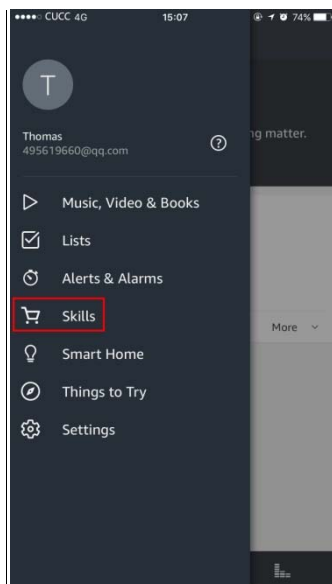 CUCC 4G 15:07 74%
T
Thomas
495619660@qq.com
ng matter.
Music, Video & Books
Lists
Alerts & Alarms
Skills
More
Smart Home
Things to Try
Settings